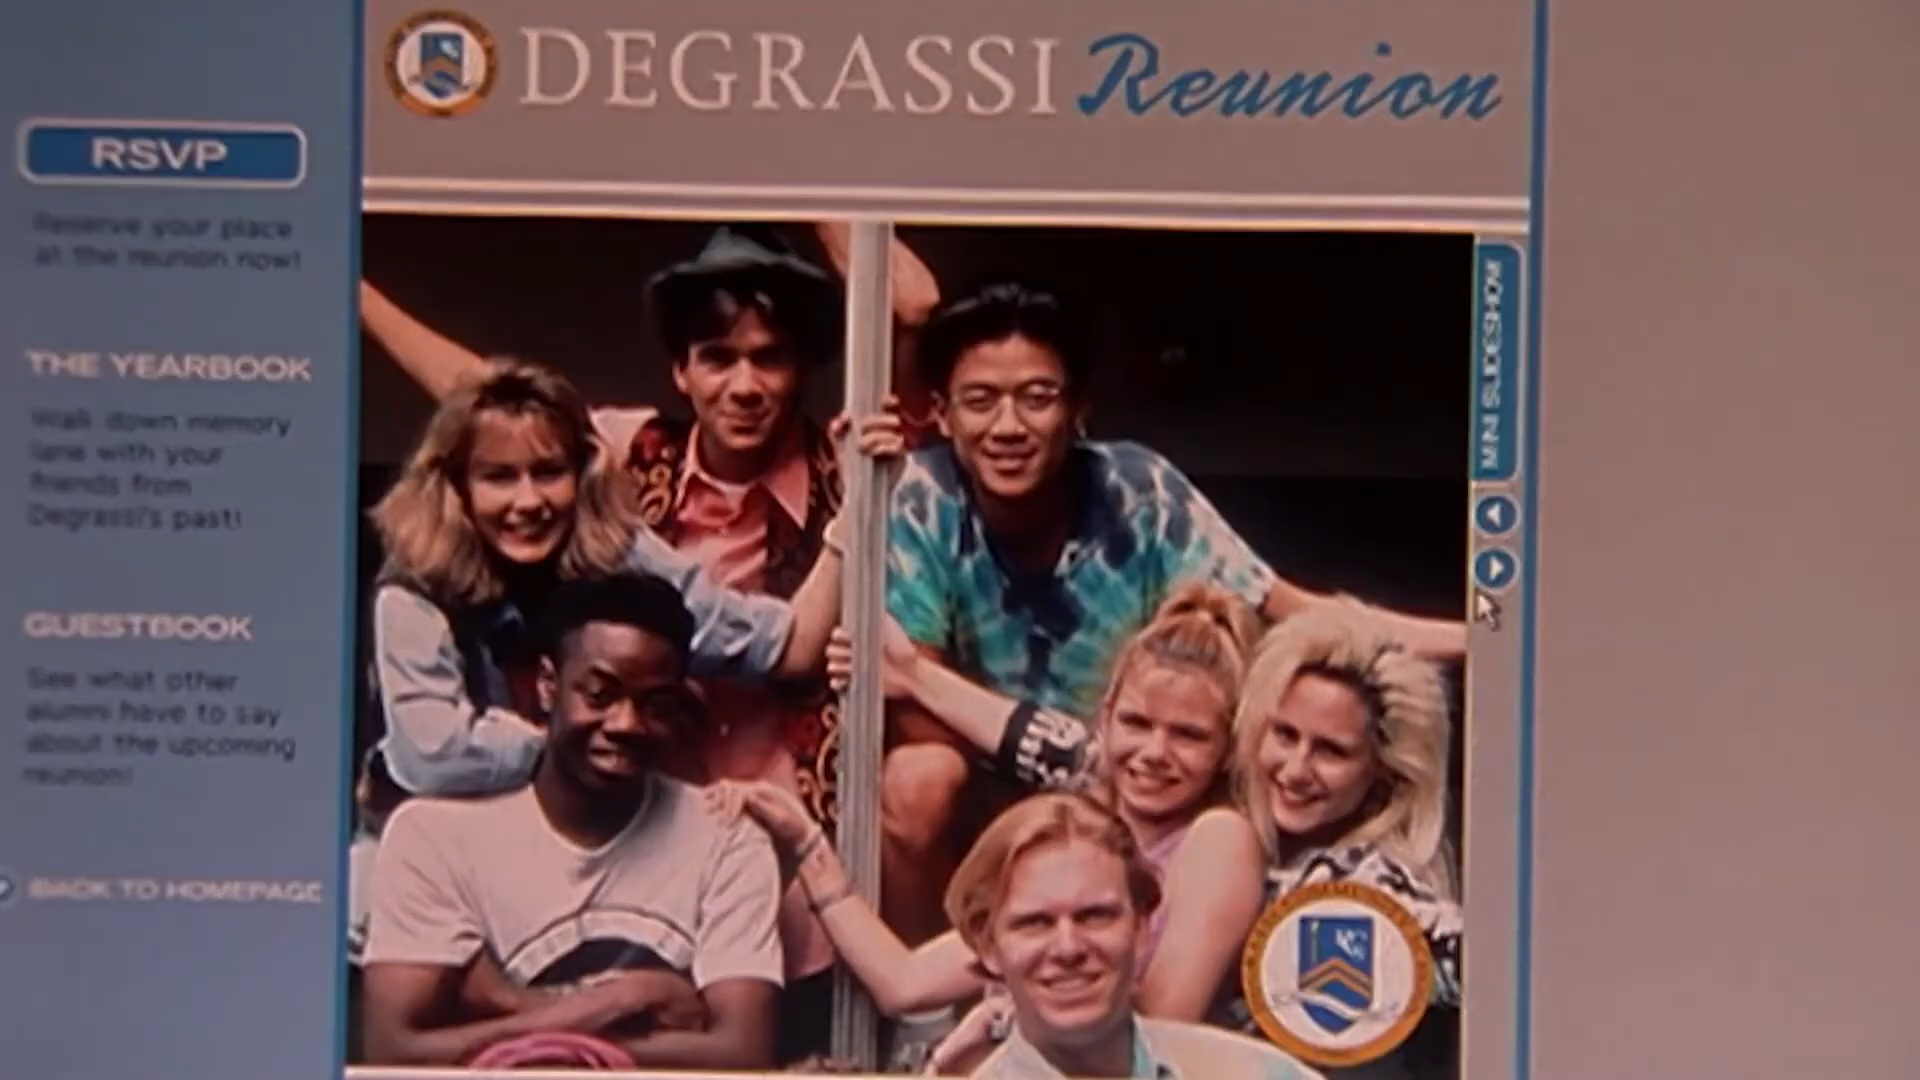 DEGRASSI Reunion
RSVP
Reserve your place
at the reunion now!
THE YEARBOOK
Walk down memory
lane with your
friends from
Degrassi's past!
GUESTBOOK
See what other
alumni have to say
about the upcoming
reunion!
BACK TO HOMEPAGE
MINI SLIDESHOW